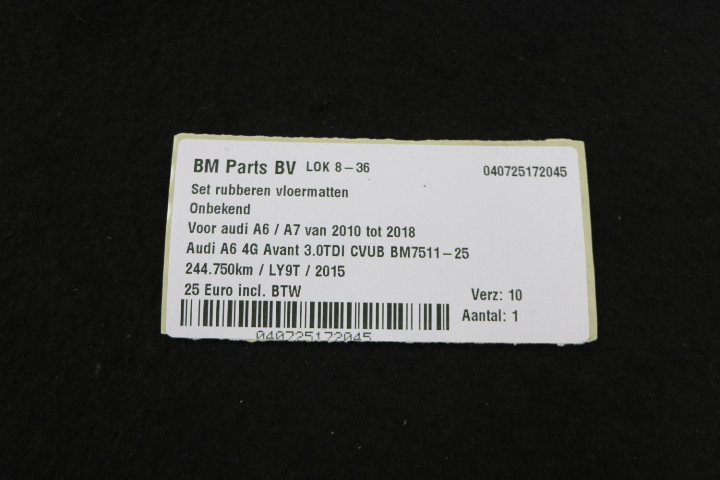 BM Parts BV LOK 8-36 040725172045
Set rubberen vloermatten
Onbekend
Voor audi A6 / A7 van 2010 tot 2018
Audi A6 4G Avant 3.0TDI CVUB BM7511-25
244.750km / LY9T / 2015
25 Euro incl. BTW Verz: 10
Aantal: 1
040725172045